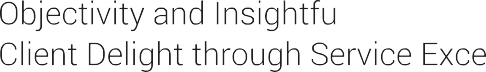 Objectivity and Insightfu
Client Delight through Service Exce